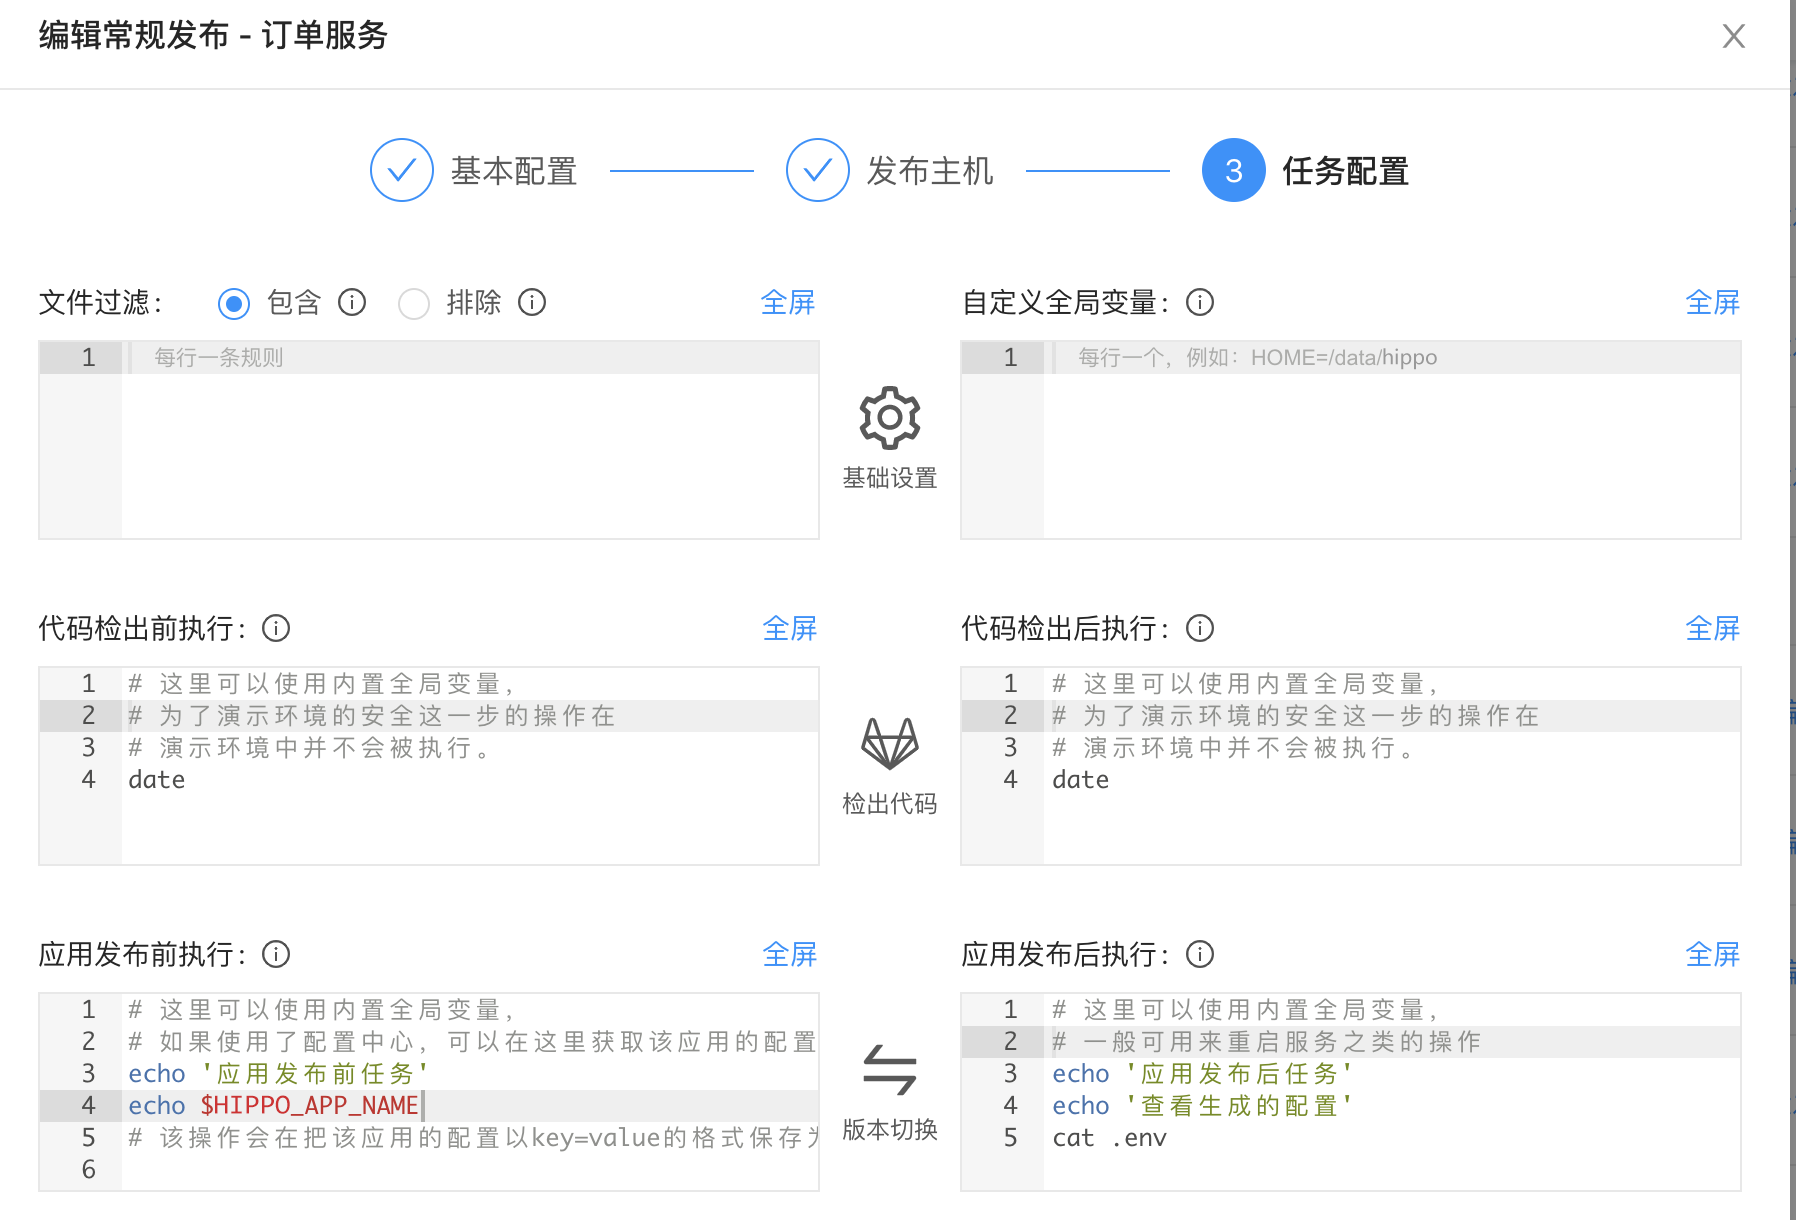 编辑常规发布 - 订单服务
基本配置
发布主机
3 任务配置
文件过滤: 包含 排除 全屏
1 每行一条规则
自定义全局变量: 全屏
1 每行一个，例如：HOME=/data/hippo
基础设置
代码检出前执行: 全屏
1 # 这里可以使用内置全局变量，
2 # 为了演示环境的安全这一步的操作在
3 # 演示环境中并不会被执行。
4 date
检出代码
代码检出后执行: 全屏
1 # 这里可以使用内置全局变量，
2 # 为了演示环境的安全这一步的操作在
3 # 演示环境中并不会被执行。
4 date
应用发布前执行: 全屏
1 # 这里可以使用内置全局变量，
2 # 如果使用了配置中心，可以在这里获取该应用的配置
3 echo '应用发布前任务'
4 echo $HIPPO_APP_NAME
5 # 该操作会在把该应用的配置以key=value的格式保存
6
版本切换
应用发布后执行: 全屏
1 # 这里可以使用内置全局变量，
2 # 一般可用来重启服务之类的操作
3 echo '应用发布后任务'
4 echo '查看生成的配置'
5 cat .env